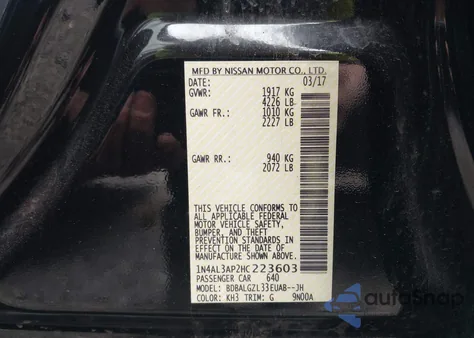 MFD BY NISSAN MOTOR CO., LTD.
DATE: 03/17
GVWR: 1917 KG
4226 LB
GAWR FR.: 1010 KG
2227 LB
GAWR RR.: 940 KG
2072 LB
THIS VEHICLE CONFORMS TO
ALL APPLICABLE FEDERAL
MOTOR VEHICLE SAFETY,
BUMPER, AND THEFT
PREVENTION STANDARDS
IN EFFECT ON THE DATE OF
MANUFACTURE SHOWN ABOVE.
1N4AL3AP2HC223603
PASSENGER CAR 640
MODEL: BDBALGZL33EUAB--JH
COLOR: KH3 TRIM: G 9N00A
autoSnap